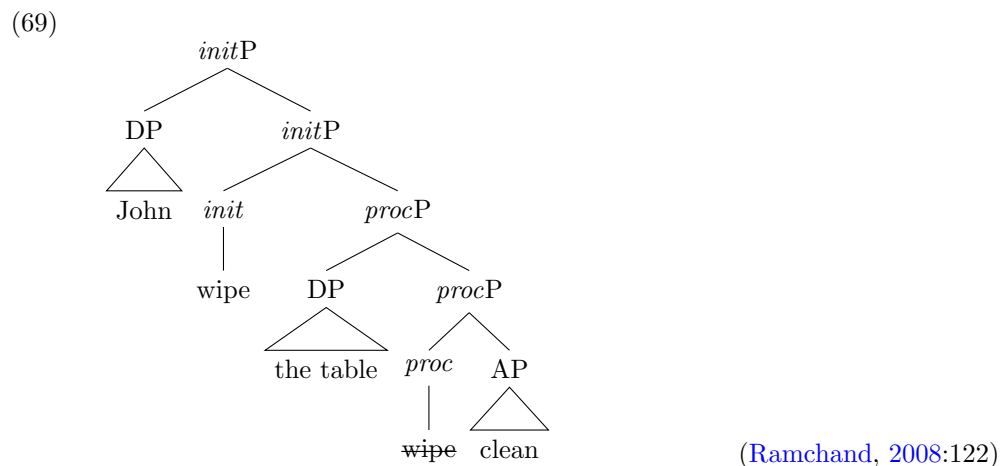 (69)
initP
DP initP
John init procP
wipe DP procP
the table proc AP
wipe clean (Ramchand, 2008:122)